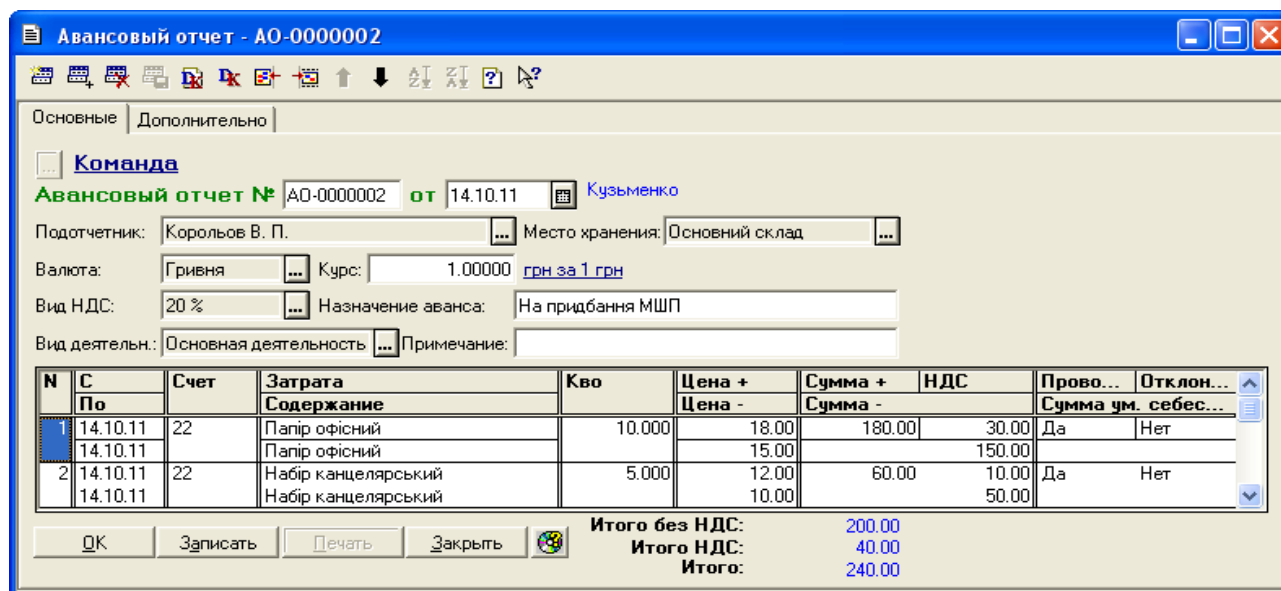 Авансовый отчет - АО-0000002
Основные Дополнительно
... Команда
Авансовый отчет № АО-0000002 от 14.10.11 Кузьменко
Подотчетник: Корольов В. П. ... Место хранения: Основний склад ...
Валюта: Гривня ... Курс: 1.00000 грн за 1 грн
Вид НДС: 20 % ... Назначение аванса: На придбання МШП
Вид деятельн.: Основная деятельность ... Примечание:
N С Счет Затрата Кво Цена + Сумма + НДС Прово... Отклон...
По Содержание Цена - Сумма - Сумма ум. себес...
1 14.10.11 22 Папір офісний 10.000 18.00 180.00 30.00 Да Нет
14.10.11 Папір офісний 15.00 150.00
2 14.10.11 22 Набір канцелярський 5.000 12.00 60.00 10.00 Да Нет
14.10.11 Набір канцелярський 10.00 50.00
OK Записать Печать Закрыть Итого без НДС: 200.00
Итого НДС: 40.00
Итого: 240.00